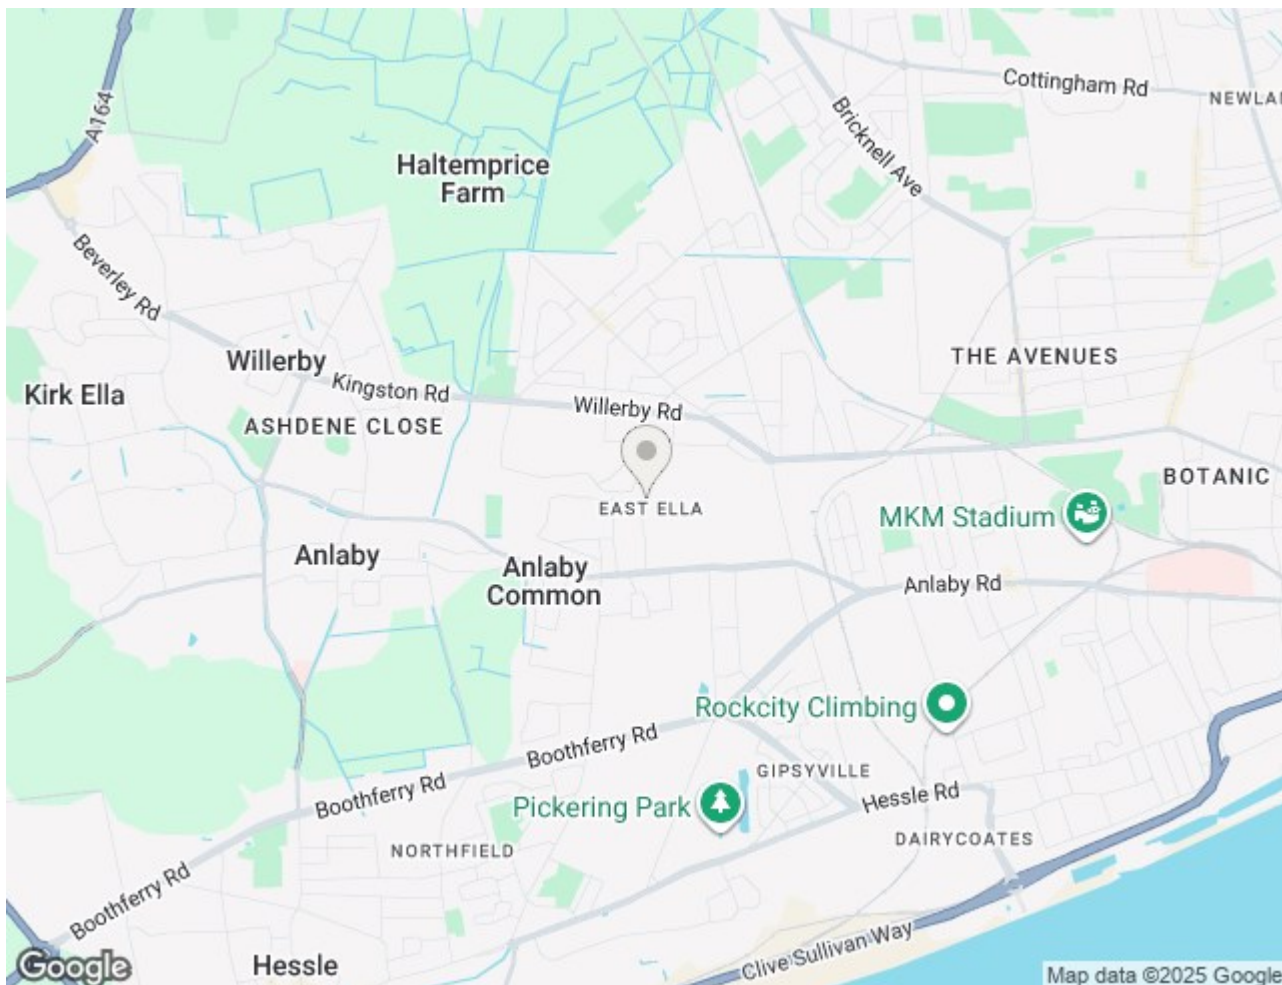 Cottingham Rd
A164
NEWLAN
Bricknell Ave
Haltemprice
Farm
Beverley Rd
Willerby
THE AVENUES
Kirk Ella
Kingston Rd
Willerby Rd
ASHDENE CLOSE
BOTANIC
EAST ELLA
MKM Stadium
Anlaby
Anlaby
Common
Anlaby Rd
Rockcity Climbing
Boothferry Rd
GIPSYVILLE
Boothferry Rd
Hessle Rd
Pickering Park
DAIRYCOATES
NORTHFIELD
Boothferry Rd
Clive Sullivan Way
Hessle
Google
Map data ©2025 Google